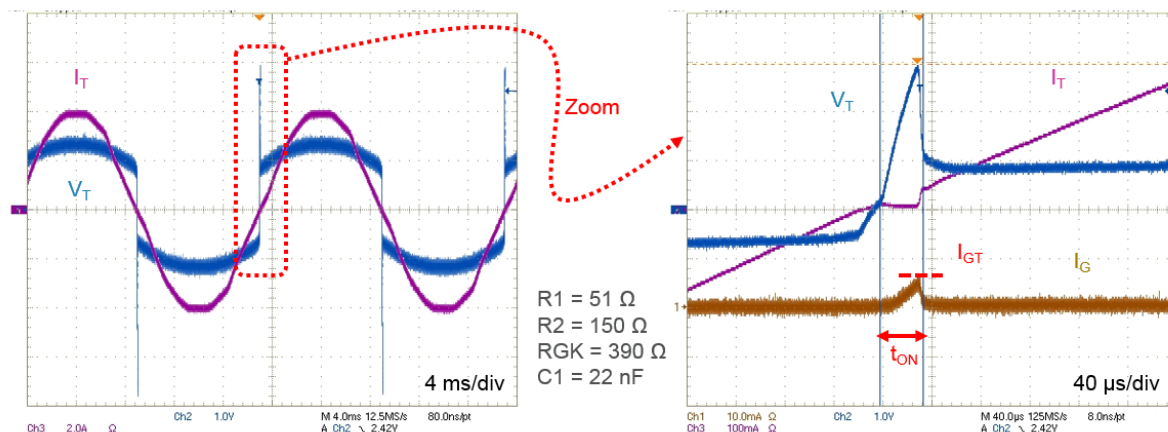 I_T
V_T
Zoom
V_T
I_T
I_GT
I_G
t_ON
R1 = 51 Ω
R2 = 150 Ω
RGK = 390 Ω
C1 = 22 nF
4 ms/div
40 µs/div
Ch2 1.0V M 4.0ms 12.5MS/s 80.0ns/pt
Ch3 2.0A Ω A Ch2 ↘ 2.42V
Ch1 10.0mA Ω Ch2 1.0V M 40.0µs 125MS/s 8.0ns/pt
Ch3 100mA Ω A Ch2 ↘ 2.42V